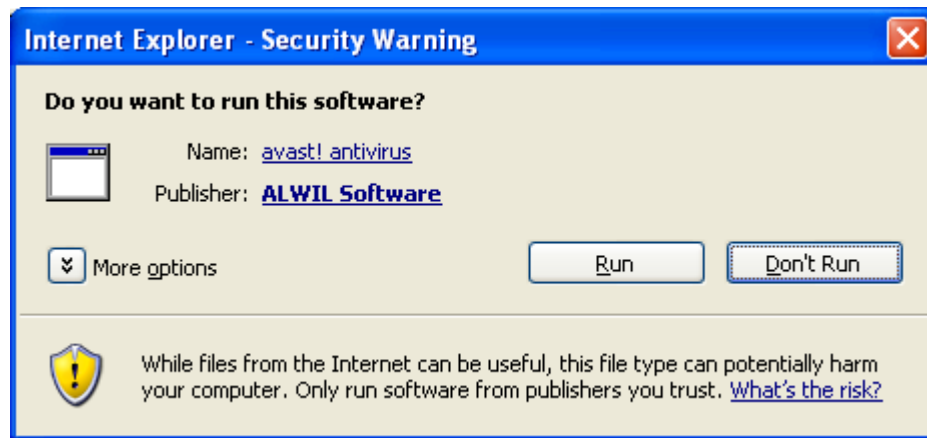 Internet Explorer - Security Warning
Do you want to run this software?
Name: avast! antivirus
Publisher: ALWIL Software
More options Run Don't Run
While files from the Internet can be useful, this file type can potentially harm
your computer. Only run software from publishers you trust. What's the risk?